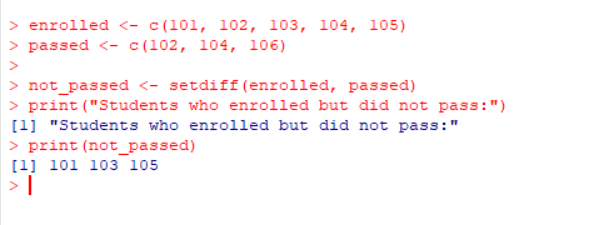 > enrolled <- c(101, 102, 103, 104, 105)
> passed <- c(102, 104, 106)
>
> not_passed <- setdiff(enrolled, passed)
> print("Students who enrolled but did not pass:")
[1] "Students who enrolled but did not pass:"
> print(not_passed)
[1] 101 103 105
>